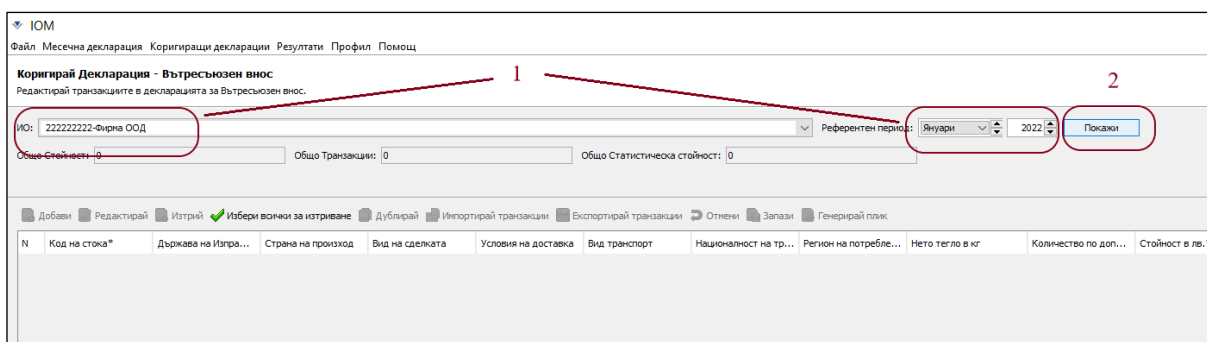 IOM
Файл Месечна декларация Коригиращи декларации Резултати Профил Помощ
Коригирай Декларация - Вътресъюзен внос
Редактирай транзакциите в декларацията за Вътресъюзен внос.
1
2
ИО: 222222222-Фирма ООД Референтен период: Януари 2022 Покажи
Общо Стойност: 0 Общо Транзакции: 0 Общо Статистическа стойност: 0
Добави Редактирай Изтрий Избери всички за изтриване Дублирай Импортирай транзакции Експортирай транзакции Отмени Запази Генерирай плик
N Код на стока* Държава на Изпра... Страна на произход Вид на сделката Условия на доставка Вид транспорт Националност на тр... Регион на потребле... Нето тегло в кг Количество по доп... Стойност в лв.